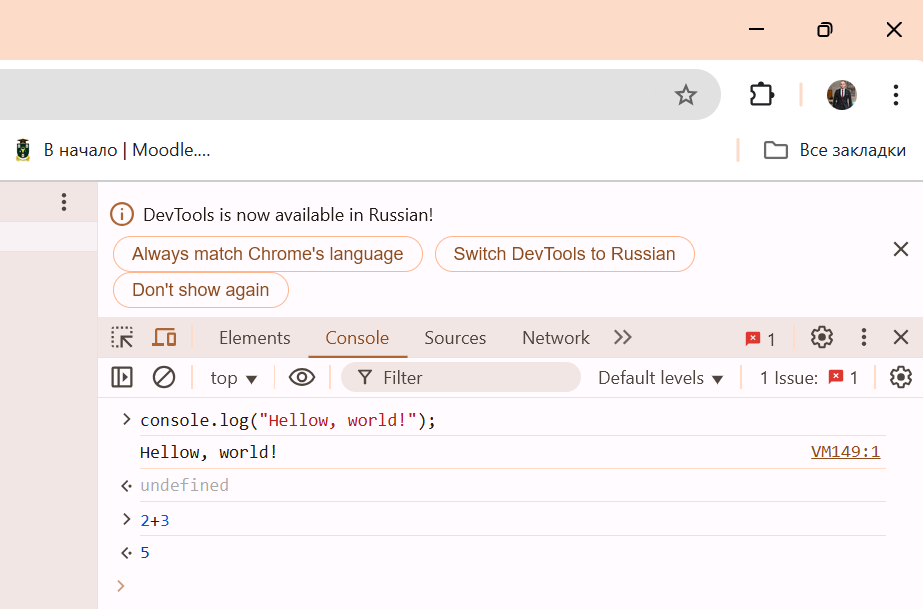 В начало | Moodle....
Все закладки
DevTools is now available in Russian!
Always match Chrome's language
Switch DevTools to Russian
Don't show again
Elements
Console
Sources
Network
1
top
Filter
Default levels
1 Issue:
1
console.log("Hellow, world!");
Hellow, world!
VM149:1
undefined
2+3
5